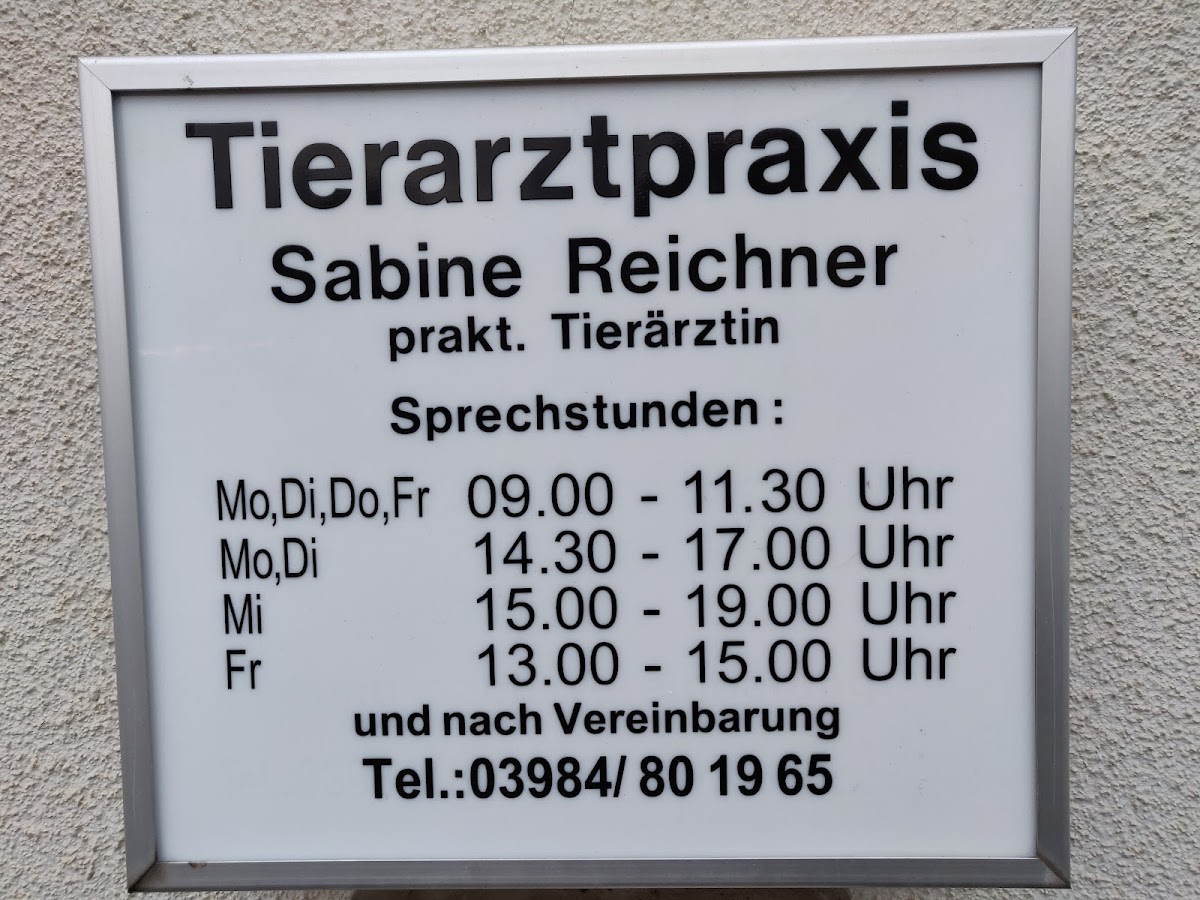 Tierarztpraxis
Sabine Reichner
prakt. Tierärztin
Sprechstunden :
Mo,Di,Do,Fr 09.00 - 11.30 Uhr
Mo,Di 14.30 - 17.00 Uhr
Mi 15.00 - 19.00 Uhr
Fr 13.00 - 15.00 Uhr
und nach Vereinbarung
Tel.:03984/ 80 19 65